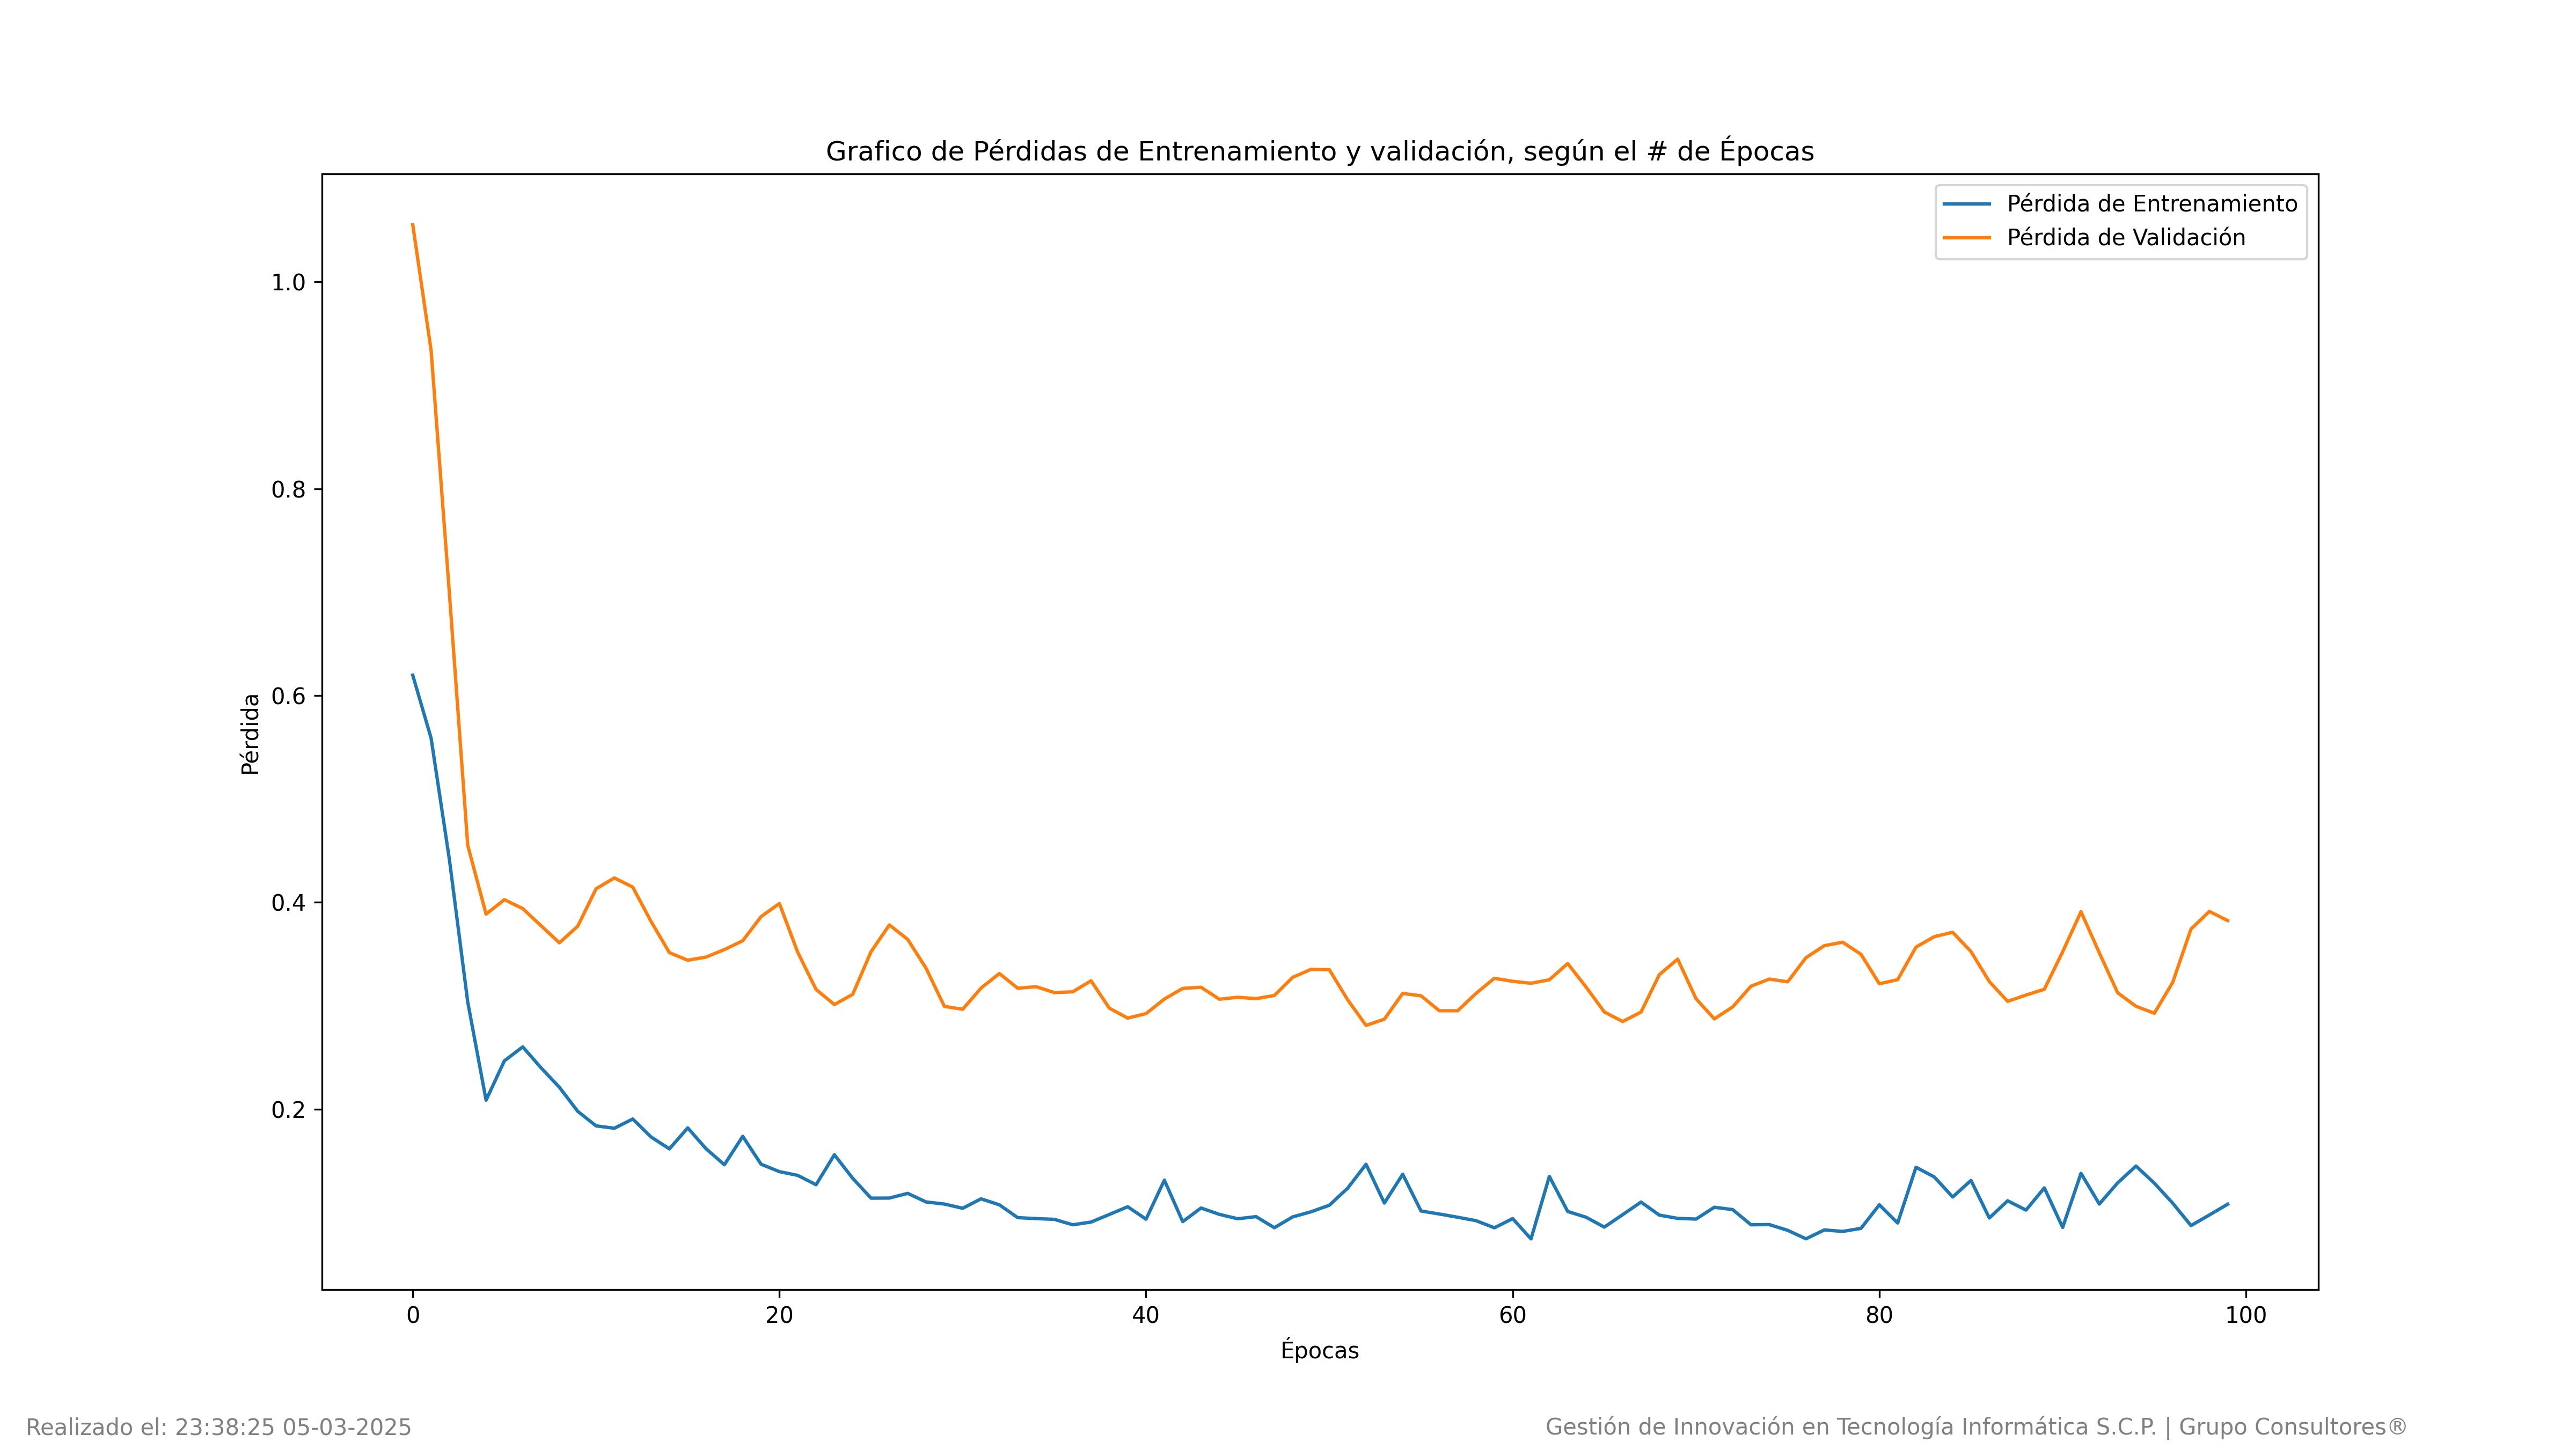 Grafico de Pérdidas de Entrenamiento y validación, según el # de Épocas
Pérdida de Entrenamiento
Pérdida de Validación
1.0
0.8
0.6
0.4
0.2
Pérdida
0
20
40
60
80
100
Épocas
Realizado el: 23:38:25 05-03-2025
Gestión de Innovación en Tecnología Informática S.C.P. | Grupo Consultores®